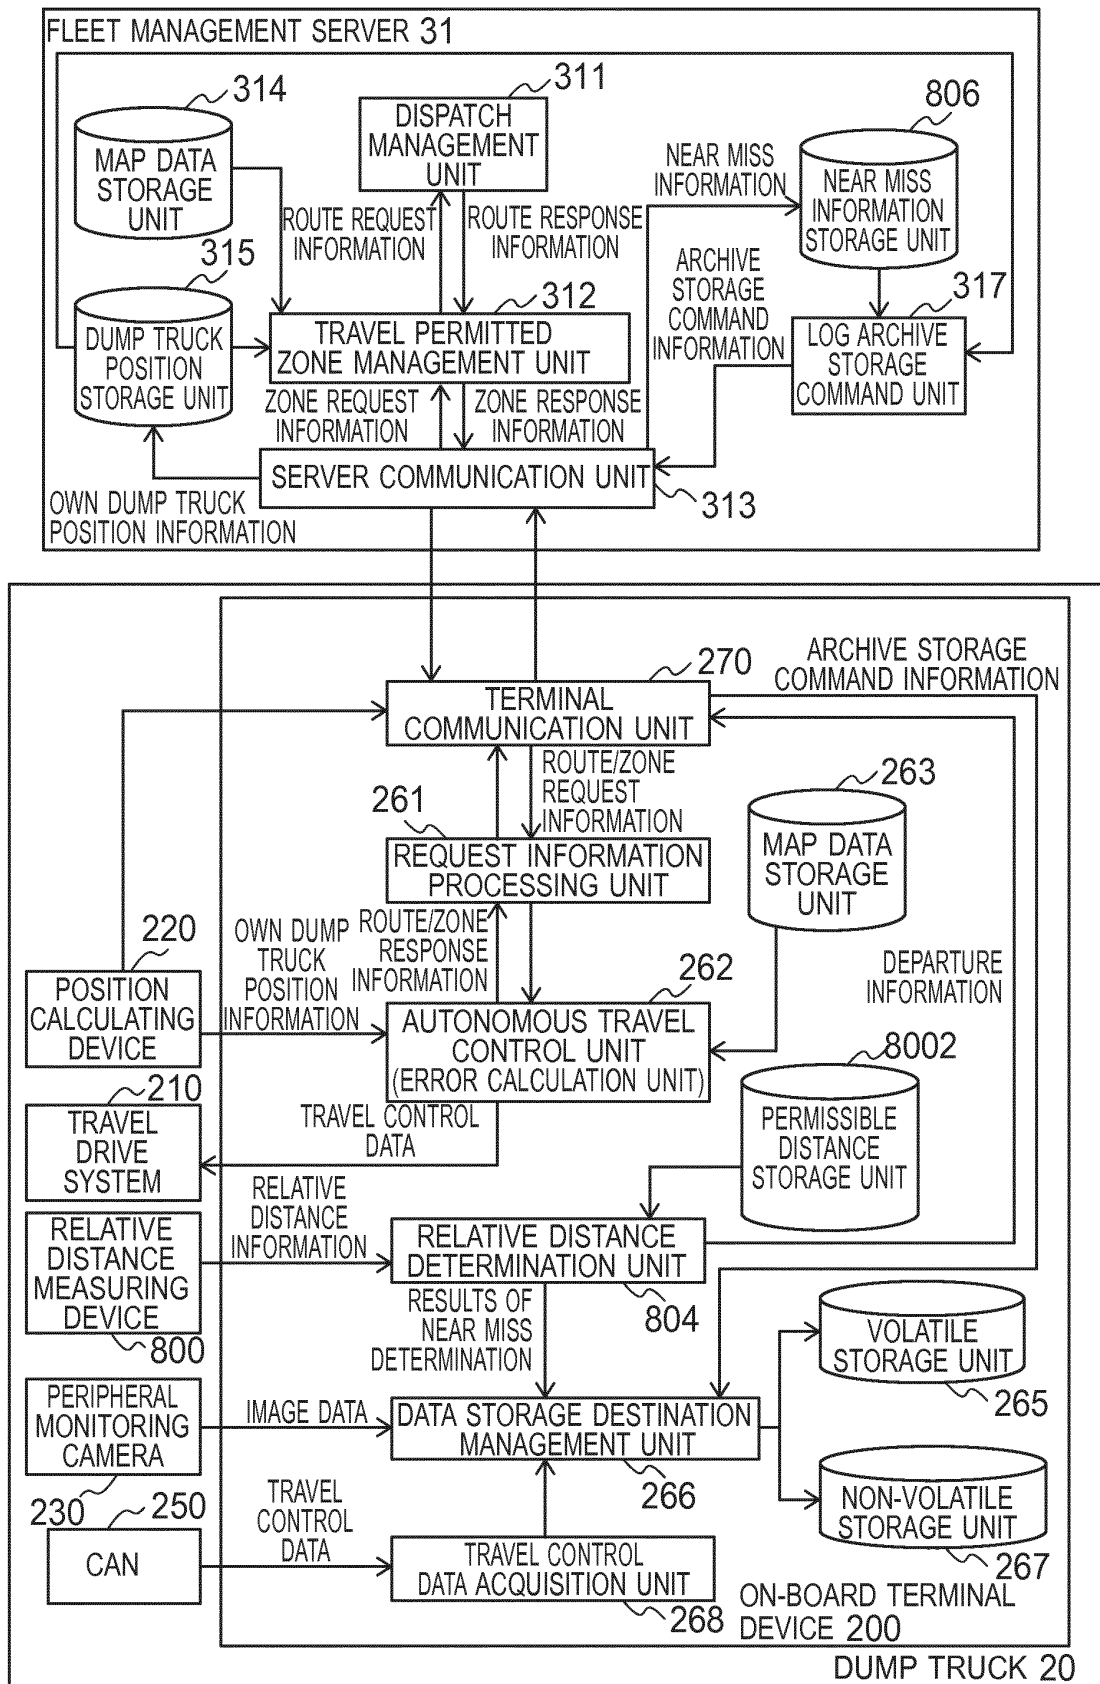 FLEET MANAGEMENT SERVER 31
314
MAP DATA
STORAGE
UNIT
311
DISPATCH
MANAGEMENT
UNIT
806
NEAR MISS
INFORMATION
STORAGE UNIT
NEAR MISS
INFORMATION
ROUTE REQUEST
INFORMATION
ROUTE RESPONSE
INFORMATION
315
DUMP TRUCK
POSITION
STORAGE UNIT
312
TRAVEL PERMITTED
ZONE MANAGEMENT UNIT
ARCHIVE
STORAGE
COMMAND
INFORMATION
317
LOG ARCHIVE
STORAGE
COMMAND UNIT
ZONE REQUEST
INFORMATION
ZONE RESPONSE
INFORMATION
SERVER COMMUNICATION UNIT
313
OWN DUMP TRUCK
POSITION INFORMATION
270
TERMINAL
COMMUNICATION UNIT
ARCHIVE STORAGE
COMMAND INFORMATION
ROUTE/ZONE
REQUEST
INFORMATION
261
REQUEST INFORMATION
PROCESSING UNIT
263
MAP DATA
STORAGE
UNIT
220
POSITION
CALCULATING
DEVICE
OWN DUMP
TRUCK
POSITION
INFORMATION
ROUTE/ZONE
RESPONSE
INFORMATION
262
AUTONOMOUS TRAVEL
CONTROL UNIT
(ERROR CALCULATION UNIT)
DEPARTURE
INFORMATION
8002
PERMISSIBLE
DISTANCE
STORAGE UNIT
210
TRAVEL
DRIVE
SYSTEM
TRAVEL CONTROL
DATA
RELATIVE
DISTANCE
MEASURING
DEVICE
800
RELATIVE
DISTANCE
INFORMATION
RELATIVE DISTANCE
DETERMINATION UNIT
804
RESULTS OF
NEAR MISS
DETERMINATION
VOLATILE
STORAGE UNIT
265
PERIPHERAL
MONITORING
CAMERA
230
IMAGE DATA
DATA STORAGE DESTINATION
MANAGEMENT UNIT
266
NON-VOLATILE
STORAGE UNIT
267
250
CAN
TRAVEL
CONTROL
DATA
TRAVEL CONTROL
DATA ACQUISITION UNIT
268
ON-BOARD TERMINAL
DEVICE 200
DUMP TRUCK 20